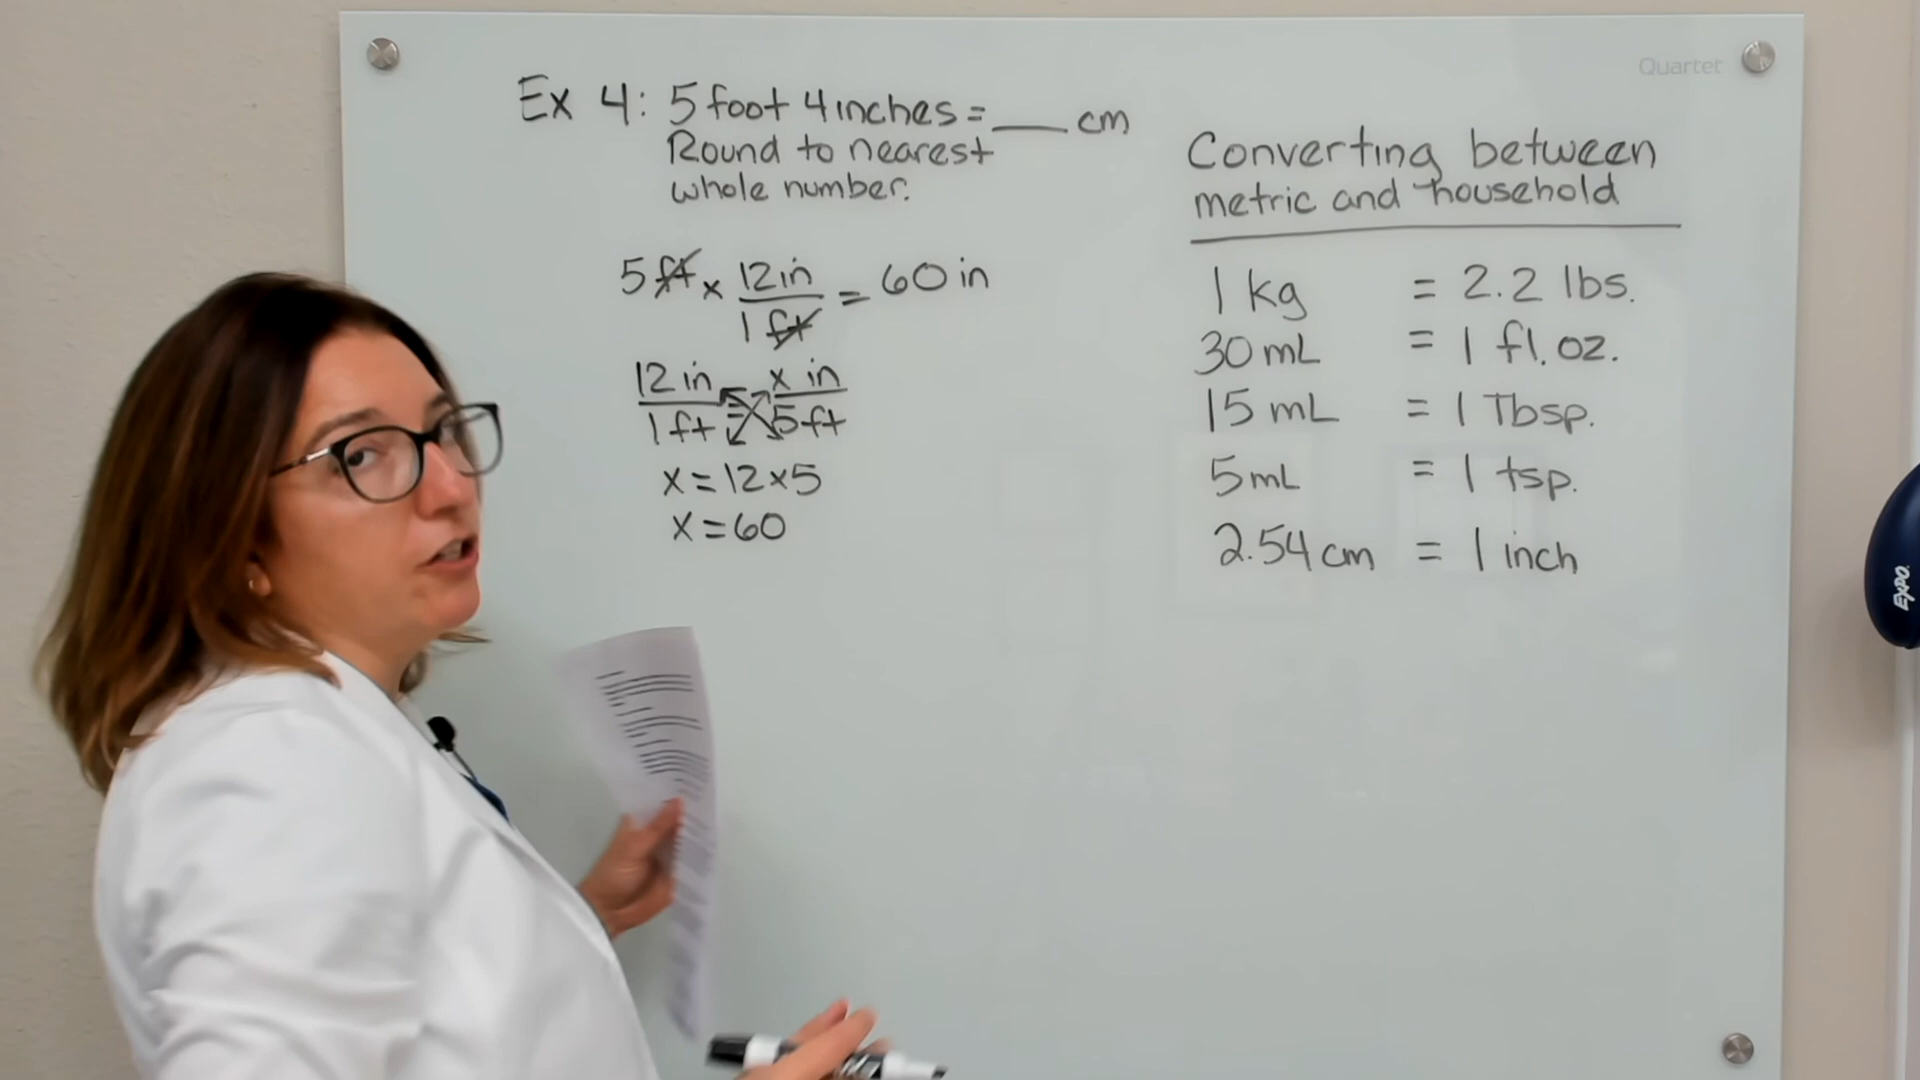 Quartet
Ex 4: 5 foot 4 inches = ___ cm
Round to nearest
whole number.
5 ft x 12 in / 1 ft = 60 in
12 in / 1 ft = x in / 5 ft
x = 12 x 5
x = 60
Converting between
metric and household
1 kg = 2.2 lbs.
30 mL = 1 fl. oz.
15 mL = 1 Tbsp.
5 mL = 1 tsp.
2.54 cm = 1 inch
EXPO